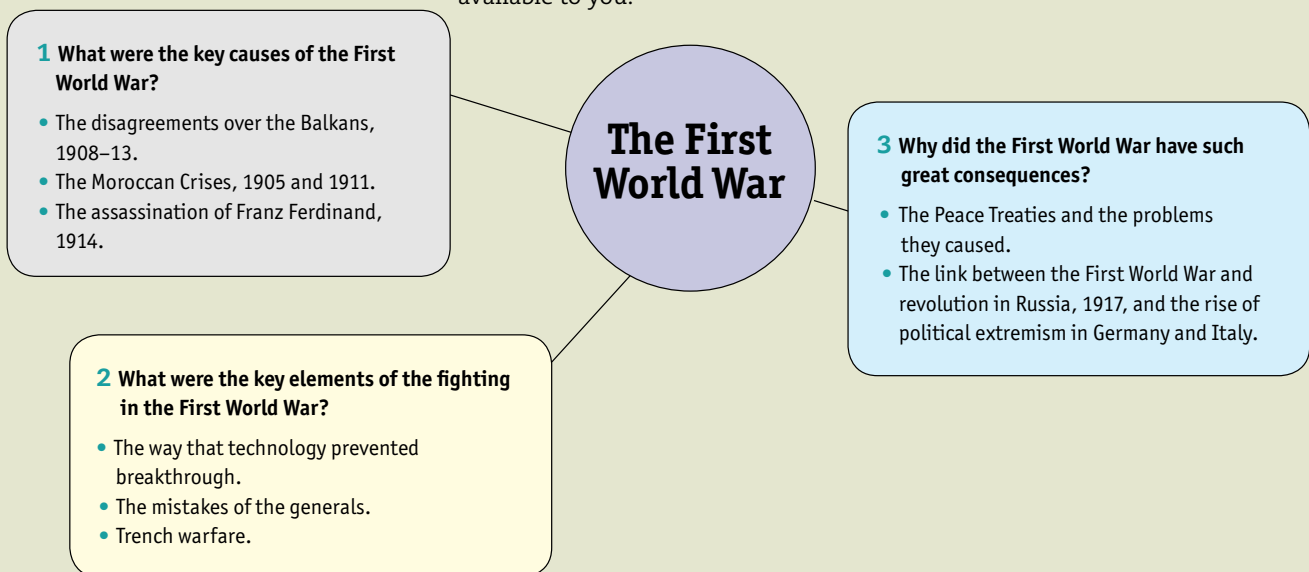 available to you.
1 What were the key causes of the First
World War?
• The disagreements over the Balkans,
1908–13.
• The Moroccan Crises, 1905 and 1911.
• The assassination of Franz Ferdinand,
1914.
The First
World War
3 Why did the First World War have such
great consequences?
• The Peace Treaties and the problems
they caused.
• The link between the First World War and
revolution in Russia, 1917, and the rise of
political extremism in Germany and Italy.
2 What were the key elements of the fighting
in the First World War?
• The way that technology prevented
breakthrough.
• The mistakes of the generals.
• Trench warfare.